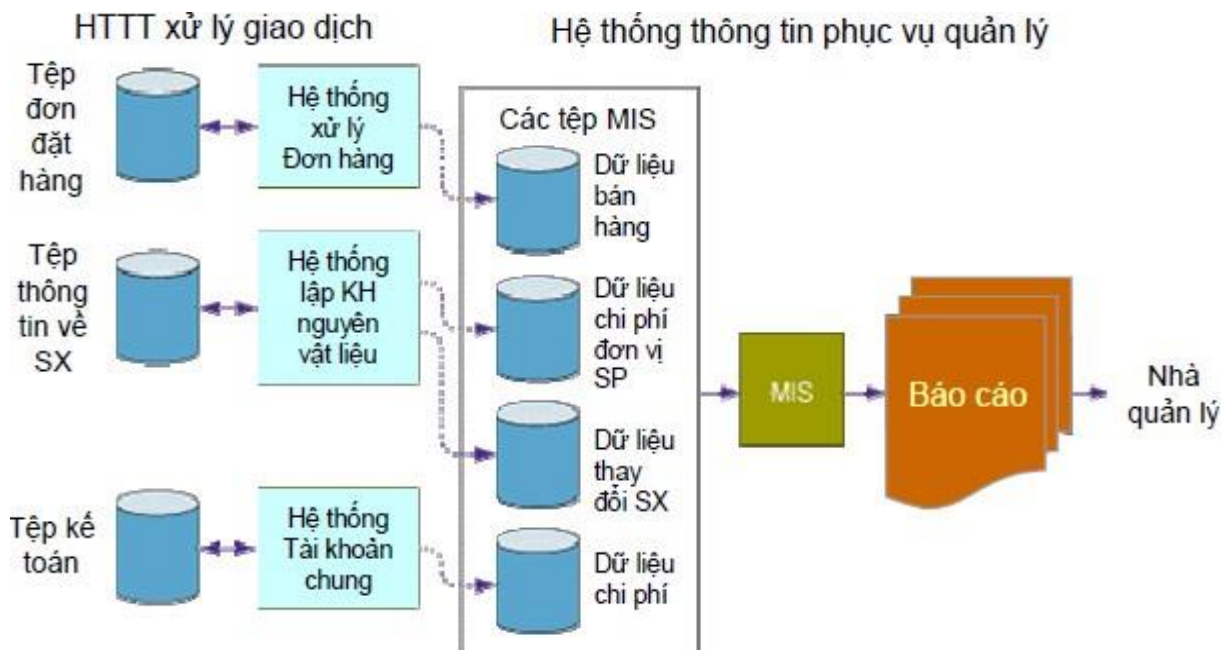 HTTT xử lý giao dịch
Hệ thống thông tin phục vụ quản lý
Tệp
đơn
đặt
hàng
Hệ thống
xử lý
Đơn hàng
Các tệp MIS
Dữ liệu
bán
hàng
Tệp
thông
tin về
SX
Hệ thống
lập KH
nguyên
vật liệu
Dữ liệu
chi phí
đơn vị
SP
MIS
Báo cáo
Nhà
quản lý
Dữ liệu
thay
đổi SX
Tệp kế
toán
Hệ thống
Tài khoản
chung
Dữ liệu
chi phí